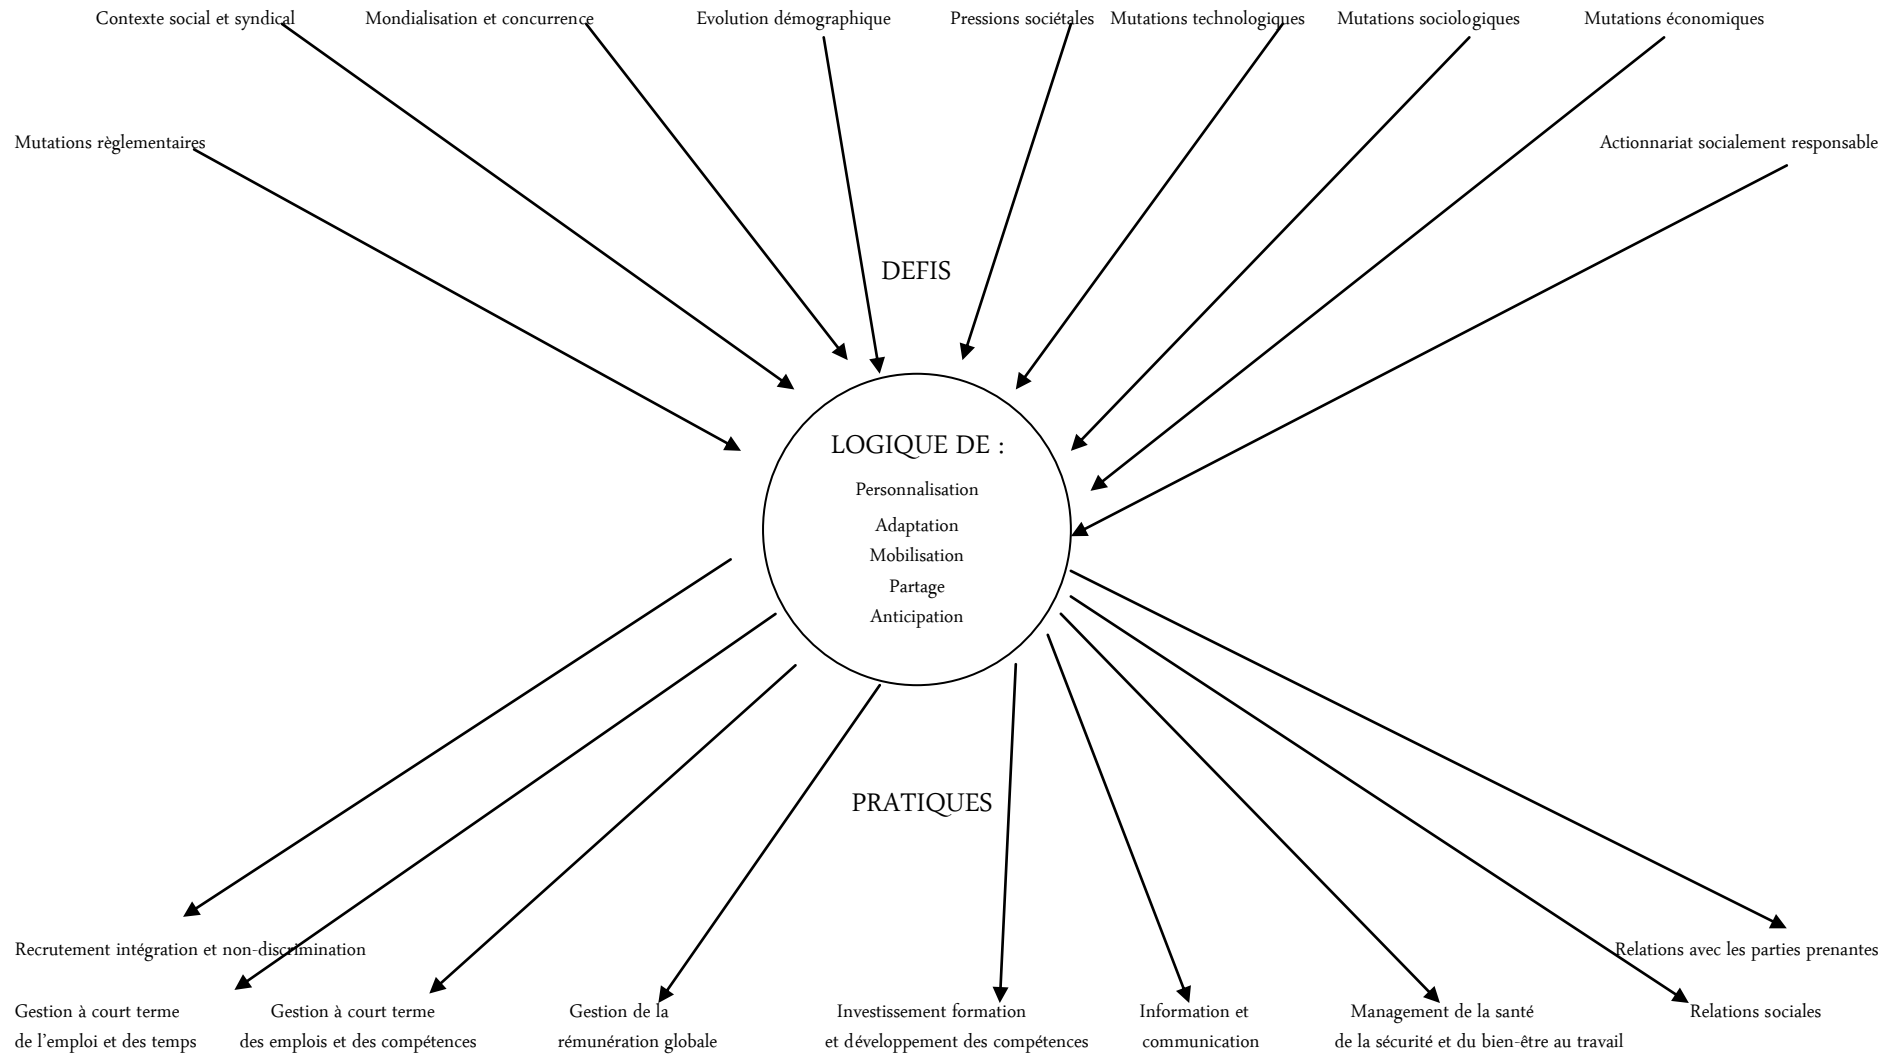 Contexte social et syndical
Mondialisation et concurrence
Evolution démographique
Pressions sociétales
Mutations technologiques
Mutations sociologiques
Mutations économiques
Mutations règlementaires
Actionnariat socialement responsable
DEFIS
LOGIQUE DE :
Personnalisation
Adaptation
Mobilisation
Partage
Anticipation
PRATIQUES
Recrutement intégration et non-discrimination
Relations avec les parties prenantes
Gestion à court terme
de l'emploi et des temps
Gestion à court terme
des emplois et des compétences
Gestion de la
rémunération globale
Investissement formation
et développement des compétences
Information et
communication
Management de la santé
de la sécurité et du bien-être au travail
Relations sociales